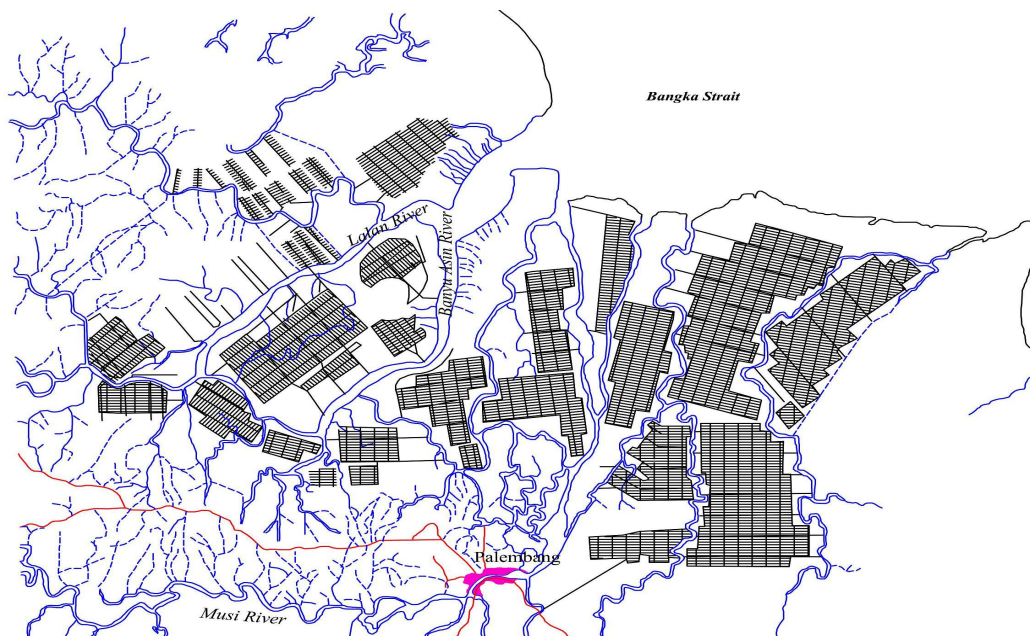 Bangka Strait
Lalan River
Banyu Asin River
Palembang
Musi River